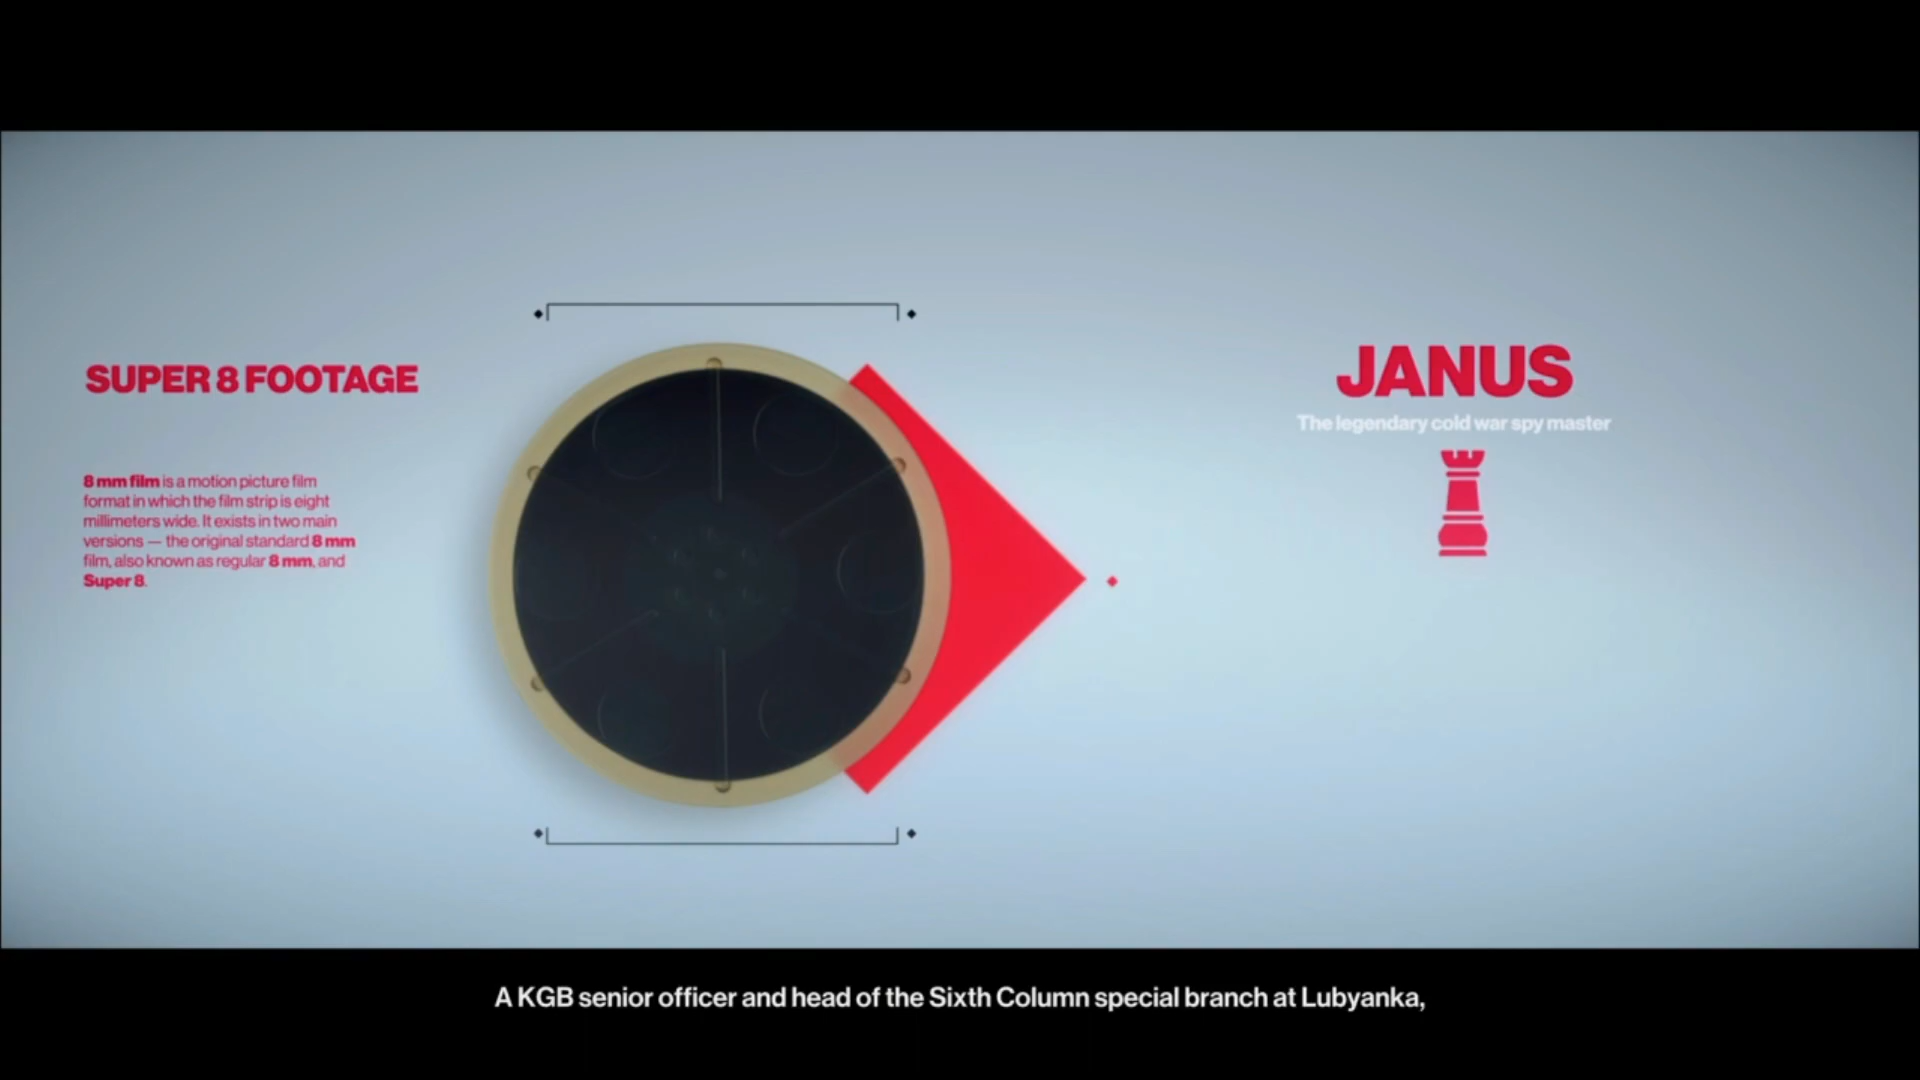 SUPER 8 FOOTAGE
8 mm film is a motion picture film
format in which the film strip is eight
millimeters wide. It exists in two main
versions — the original standard 8 mm
film, also known as regular 8 mm, and
Super 8.
JANUS
The legendary cold war spy master
A KGB senior officer and head of the Sixth Column special branch at Lubyanka,